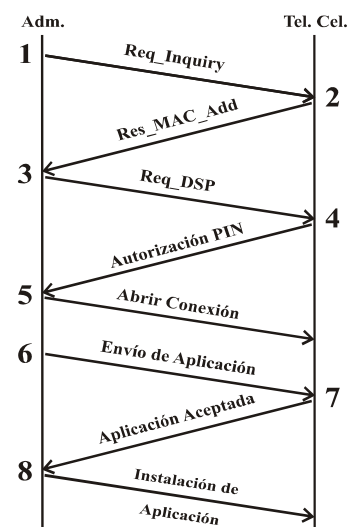 Adm. Tel. Cel.
1
Req_Inquiry
2
Res_MAC_Add
3
Req_DSP
4
Autorización PIN
5
Abrir Conexión
6
Envío de Aplicación
7
Aplicación Aceptada
8
Instalación de
Aplicación